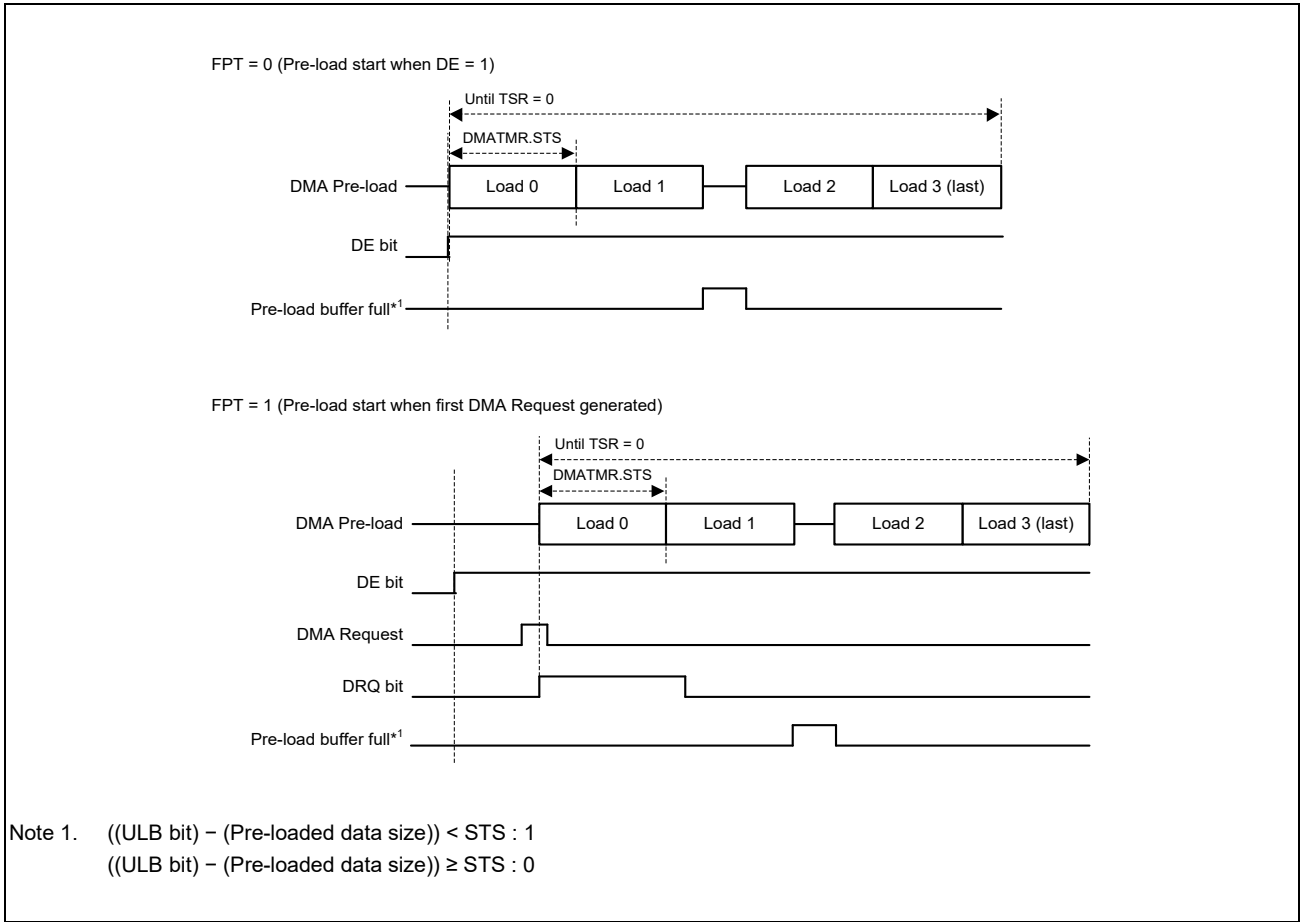 FPT = 0 (Pre-load start when DE = 1)
Until TSR = 0
DMATMR.STS
DMA Pre-load
Load 0
Load 1
Load 2
Load 3 (last)
DE bit
Pre-load buffer full*1
FPT = 1 (Pre-load start when first DMA Request generated)
Until TSR = 0
DMATMR.STS
DMA Pre-load
Load 0
Load 1
Load 2
Load 3 (last)
DE bit
DMA Request
DRQ bit
Pre-load buffer full*1
Note 1. ((ULB bit) − (Pre-loaded data size)) < STS : 1
((ULB bit) − (Pre-loaded data size)) ≥ STS : 0